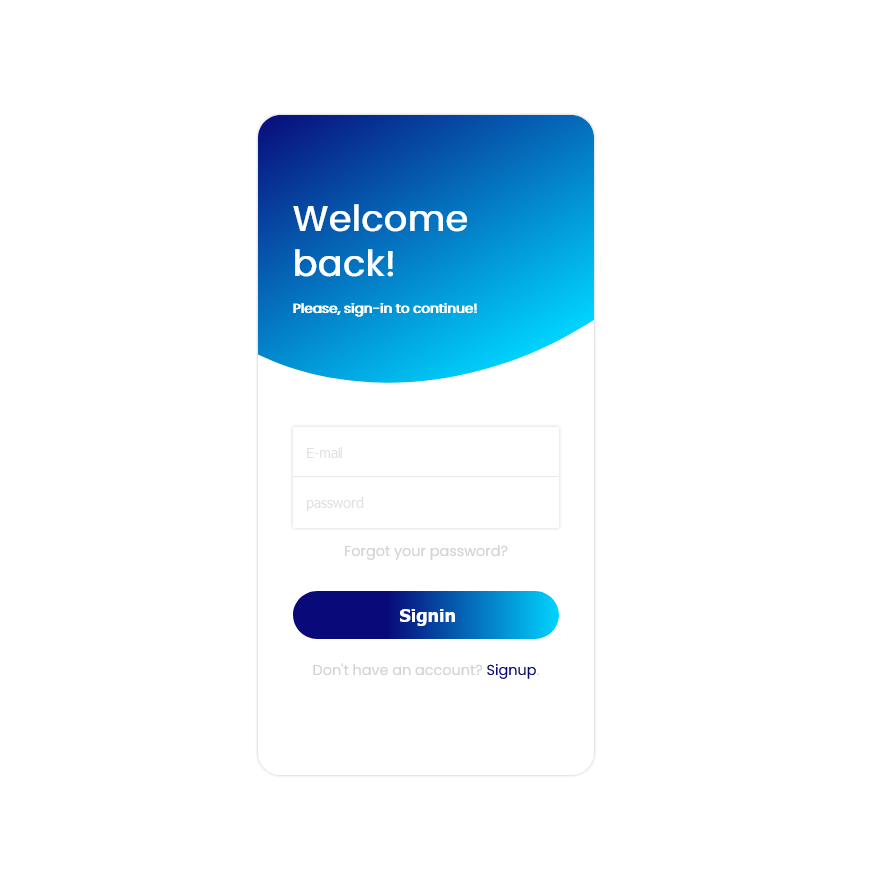 Welcome
back!
Please, sign-in to continue!
E-mail
password
Forgot your password?
Signin
Don't have an account? Signup.